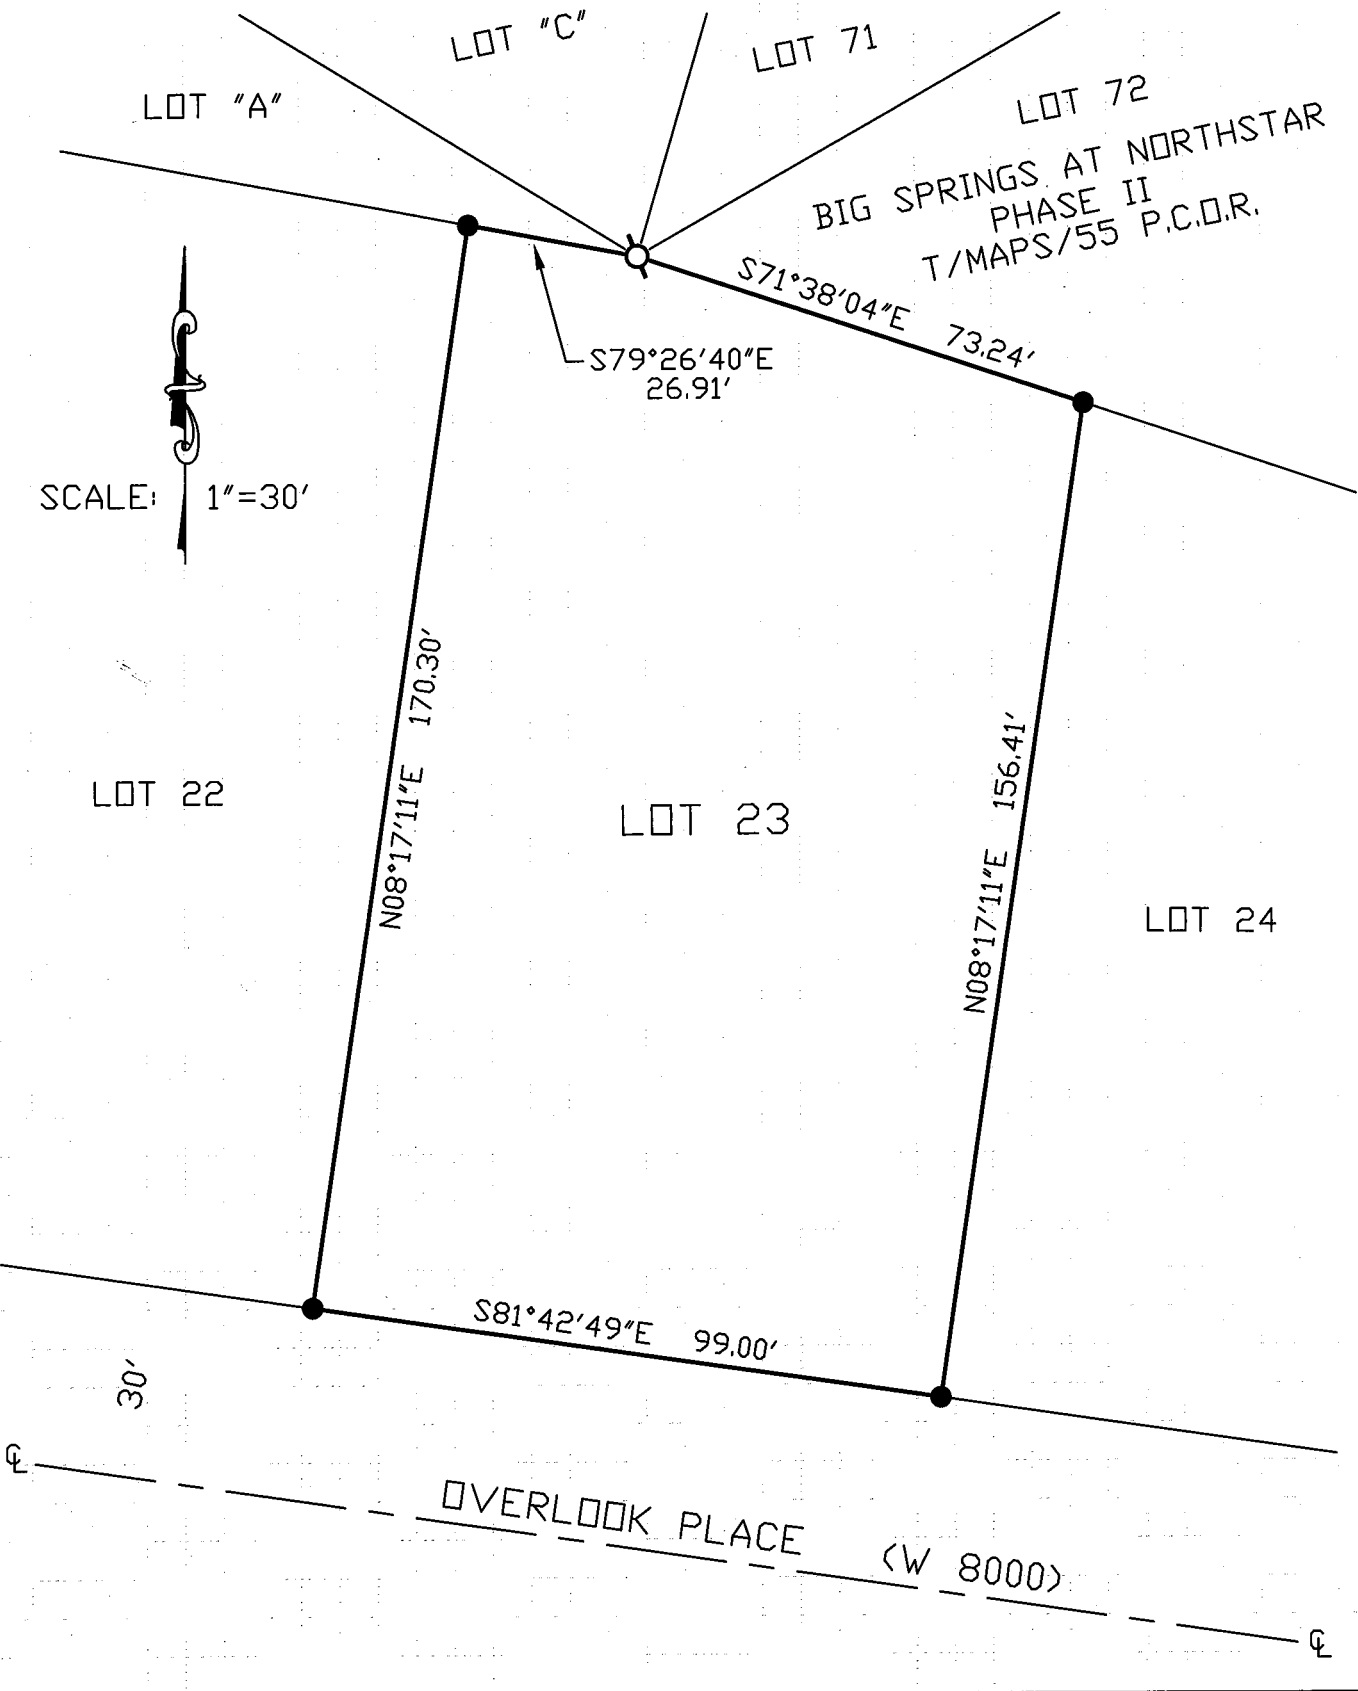 LOT "C"
LOT 71
LOT "A"
LOT 72
BIG SPRINGS AT NORTHSTAR
PHASE II
T/MAPS/55 P.C.O.R.
S71°38'04"E 73.24'
S79°26'40"E
26.91'
SCALE: 1"=30'
N08°17'11"E 170.30'
N08°17'11"E 156.41'
LOT 22
LOT 23
LOT 24
S81°42'49"E 99.00'
30'
℄
OVERLOOK PLACE (W 8000)
℄